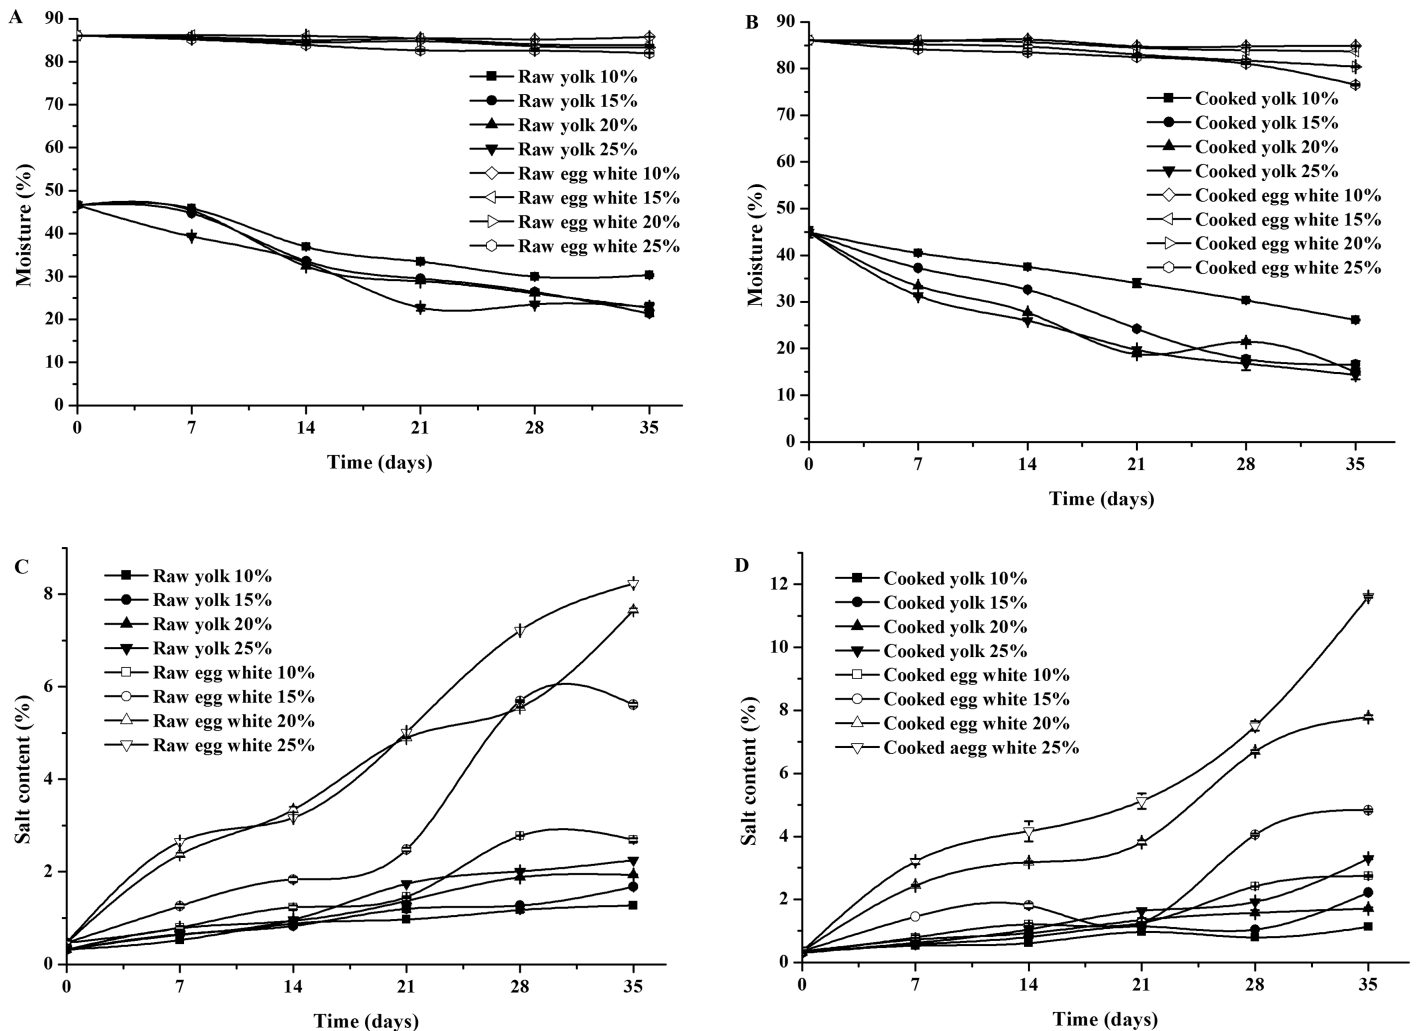 A
90
80
70
60
50
40
30
20
10
0
Moisture (%)
Raw yolk 10%
Raw yolk 15%
Raw yolk 20%
Raw yolk 25%
Raw egg white 10%
Raw egg white 15%
Raw egg white 20%
Raw egg white 25%
0 7 14 21 28 35
Time (days)
B
90
80
70
60
50
40
30
20
10
0
Moisture (%)
Cooked yolk 10%
Cooked yolk 15%
Cooked yolk 20%
Cooked yolk 25%
Cooked egg white 10%
Cooked egg white 15%
Cooked egg white 20%
Cooked egg white 25%
0 7 14 21 28 35
Time (days)
C
8
6
4
2
0
Salt content (%)
Raw yolk 10%
Raw yolk 15%
Raw yolk 20%
Raw yolk 25%
Raw egg white 10%
Raw egg white 15%
Raw egg white 20%
Raw egg white 25%
0 7 14 21 28 35
Time (days)
D
12
10
8
6
4
2
0
Salt content (%)
Cooked yolk 10%
Cooked yolk 15%
Cooked yolk 20%
Cooked yolk 25%
Cooked egg white 10%
Cooked egg white 15%
Cooked egg white 20%
Cooked aegg white 25%
0 7 14 21 28 35
Time (days)